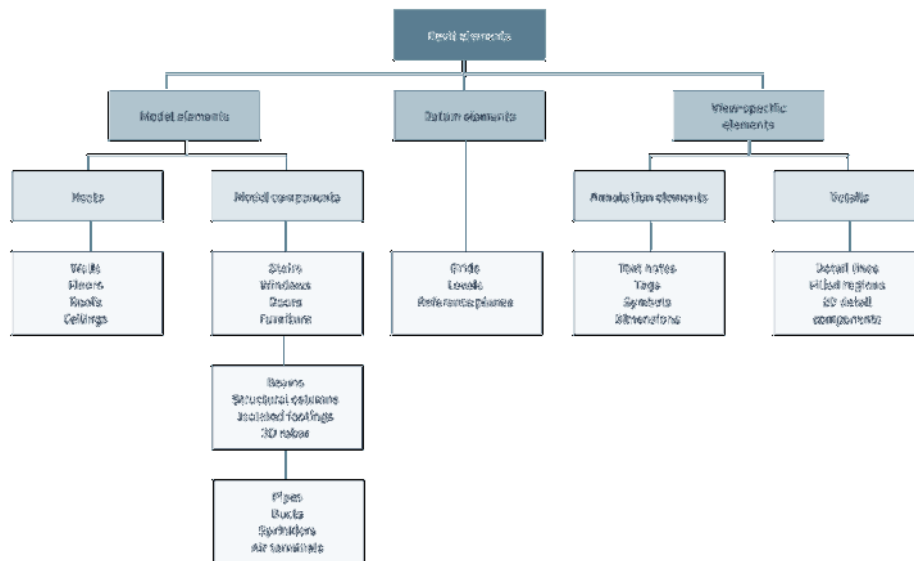 Revit elements
Model elements
Datum elements
View-specific
elements
Hosts
Model components
Annotation elements
Details
Walls
Floors
Roofs
Ceilings
Stairs
Windows
Doors
Furniture
Grids
Levels
Reference planes
Text notes
Tags
Symbols
Dimensions
Detail lines
Filled regions
2D detail
components
Beams
Structural columns
Isolated footings
3D rebar
Pipes
Ducts
Sprinklers
Air terminals